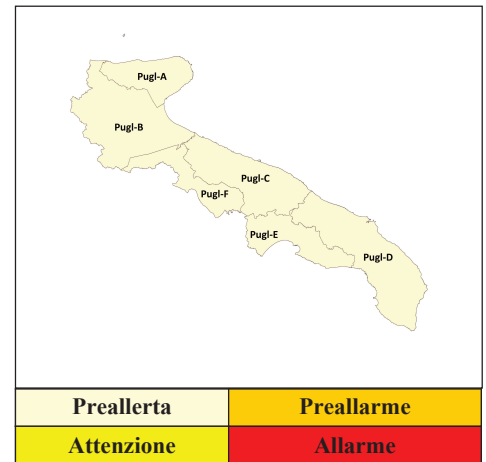 Pugl-A
Pugl-B
Pugl-C
Pugl-F
Pugl-E
Pugl-D
Preallerta Preallarme
Attenzione Allarme